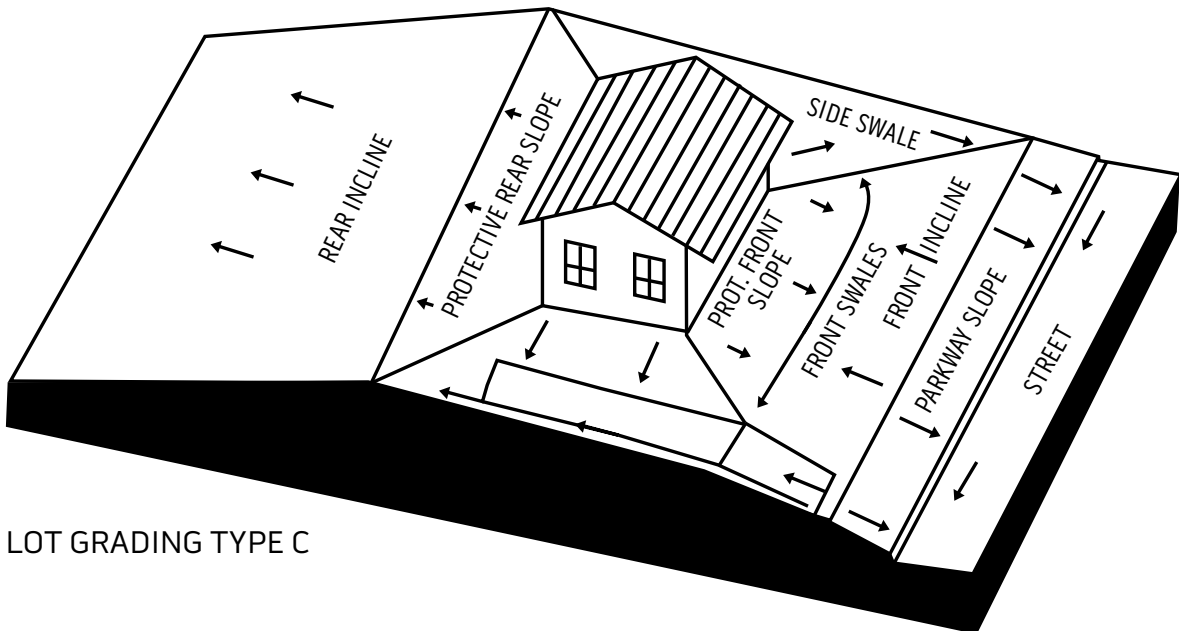 REAR INCLINE
PROTECTIVE REAR SLOPE
SIDE SWALE
PROT. FRONT
SLOPE
FRONT SWALES
FRONT INCLINE
PARKWAY SLOPE
STREET
LOT GRADING TYPE C